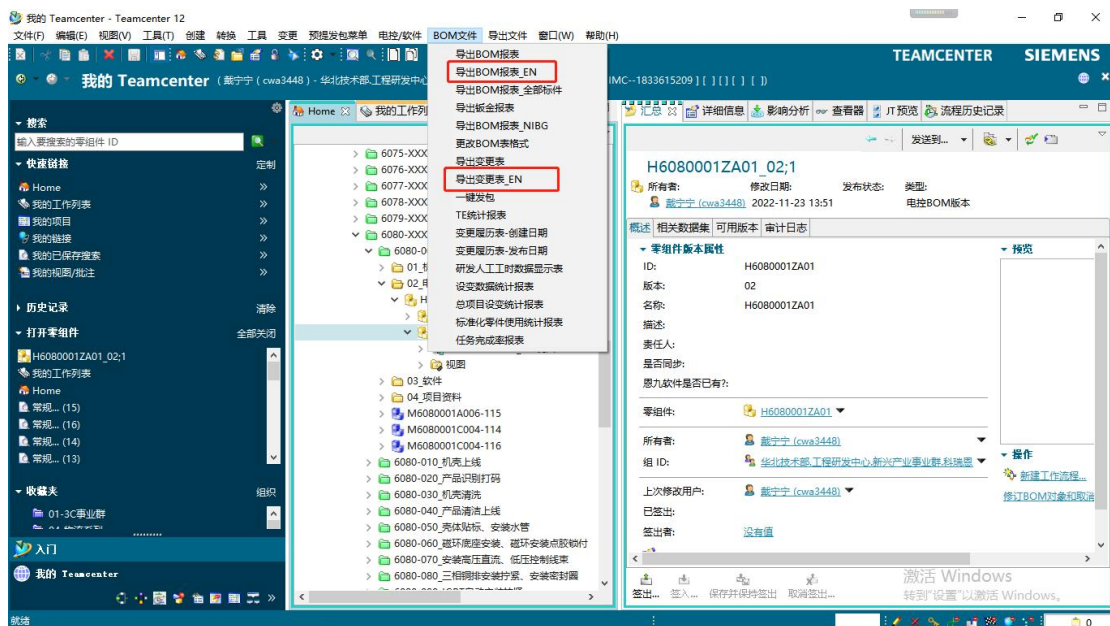 我的 Teamcenter - Teamcenter 12
文件(F) 编辑(E) 视图(V) 工具(T) 创建 转换 工具 变更 预提发包菜单 电控/软件 BOM文件 导出文件 窗口(W) 帮助(H)
TEAMCENTER SIEMENS
我的 Teamcenter ( 戴宁宁 ( cwa3448 ) - 华北技术部.工程研发中心
IMC--1833615209 ] [ ] [ ] [ ])
导出BOM报表
导出BOM报表_EN
导出BOM报表_全部标件
导出钣金报表
导出BOM报表_NIBG
更改BOM表格式
导出变更表
导出变更表_EN
一键发包
TE统计报表
变更履历表-创建日期
变更履历表-发布日期
研发人工工时数据显示表
设变数据统计报表
总项目设变统计报表
标准化零件使用统计报表
任务完成率报表
搜索
输入要搜索的零组件 ID
快速链接 定制
Home
我的工作列表
我的项目
我的链接
我的已保存搜索
我的视图/批注
历史记录 清除
打开零组件 全部关闭
H6080001ZA01_02;1
我的工作列表
Home
常规... (15)
常规... (16)
常规... (14)
常规... (13)
收藏夹 组织
01-3C事业群
入门
我的 Teamcenter
就绪
Home 我的工作列
6075-XXX
6076-XXX
6077-XXX
6078-XXX
6079-XXX
6080-XXX
6080-0
01_
02_
H
视图
03_软件
04_项目资料
M6080001A006-115
M6080001C004-114
M6080001C004-116
6080-010_机壳上线
6080-020_产品识别打码
6080-030_机壳清洗
6080-040_产品清洁上线
6080-050_壳体贴标、安装水管
6080-060_磁环底座安装、磁环安装点胶锁付
6080-070_安装高压直流、低压控制线束
6080-080_三相铜排安装拧紧、安装密封圈
汇总 详细信息 影响分析 查看器 JT 预览 流程历史记录
发送到...
H6080001ZA01_02;1
所有者: 修改日期: 发布状态: 类型:
戴宁宁 (cwa3448) 2022-11-23 13:51 电控BOM版本
概述 相关数据集 可用版本 审计日志
零组件版本属性
ID: H6080001ZA01
版本: 02
名称: H6080001ZA01
描述:
责任人:
是否同步:
恩九软件是否已有?:
零组件: H6080001ZA01
所有者: 戴宁宁 (cwa3448)
组 ID: 华北技术部.工程研发中心.新兴产业事业群.科瑞恩
上次修改用户: 戴宁宁 (cwa3448)
已签出:
签出者: 没有值
预览
操作
新建工作流程...
修订BOM对象和取消
签出... 签入... 保存并保持签出 取消签出...
激活 Windows
转到"设置"以激活 Windows。
0